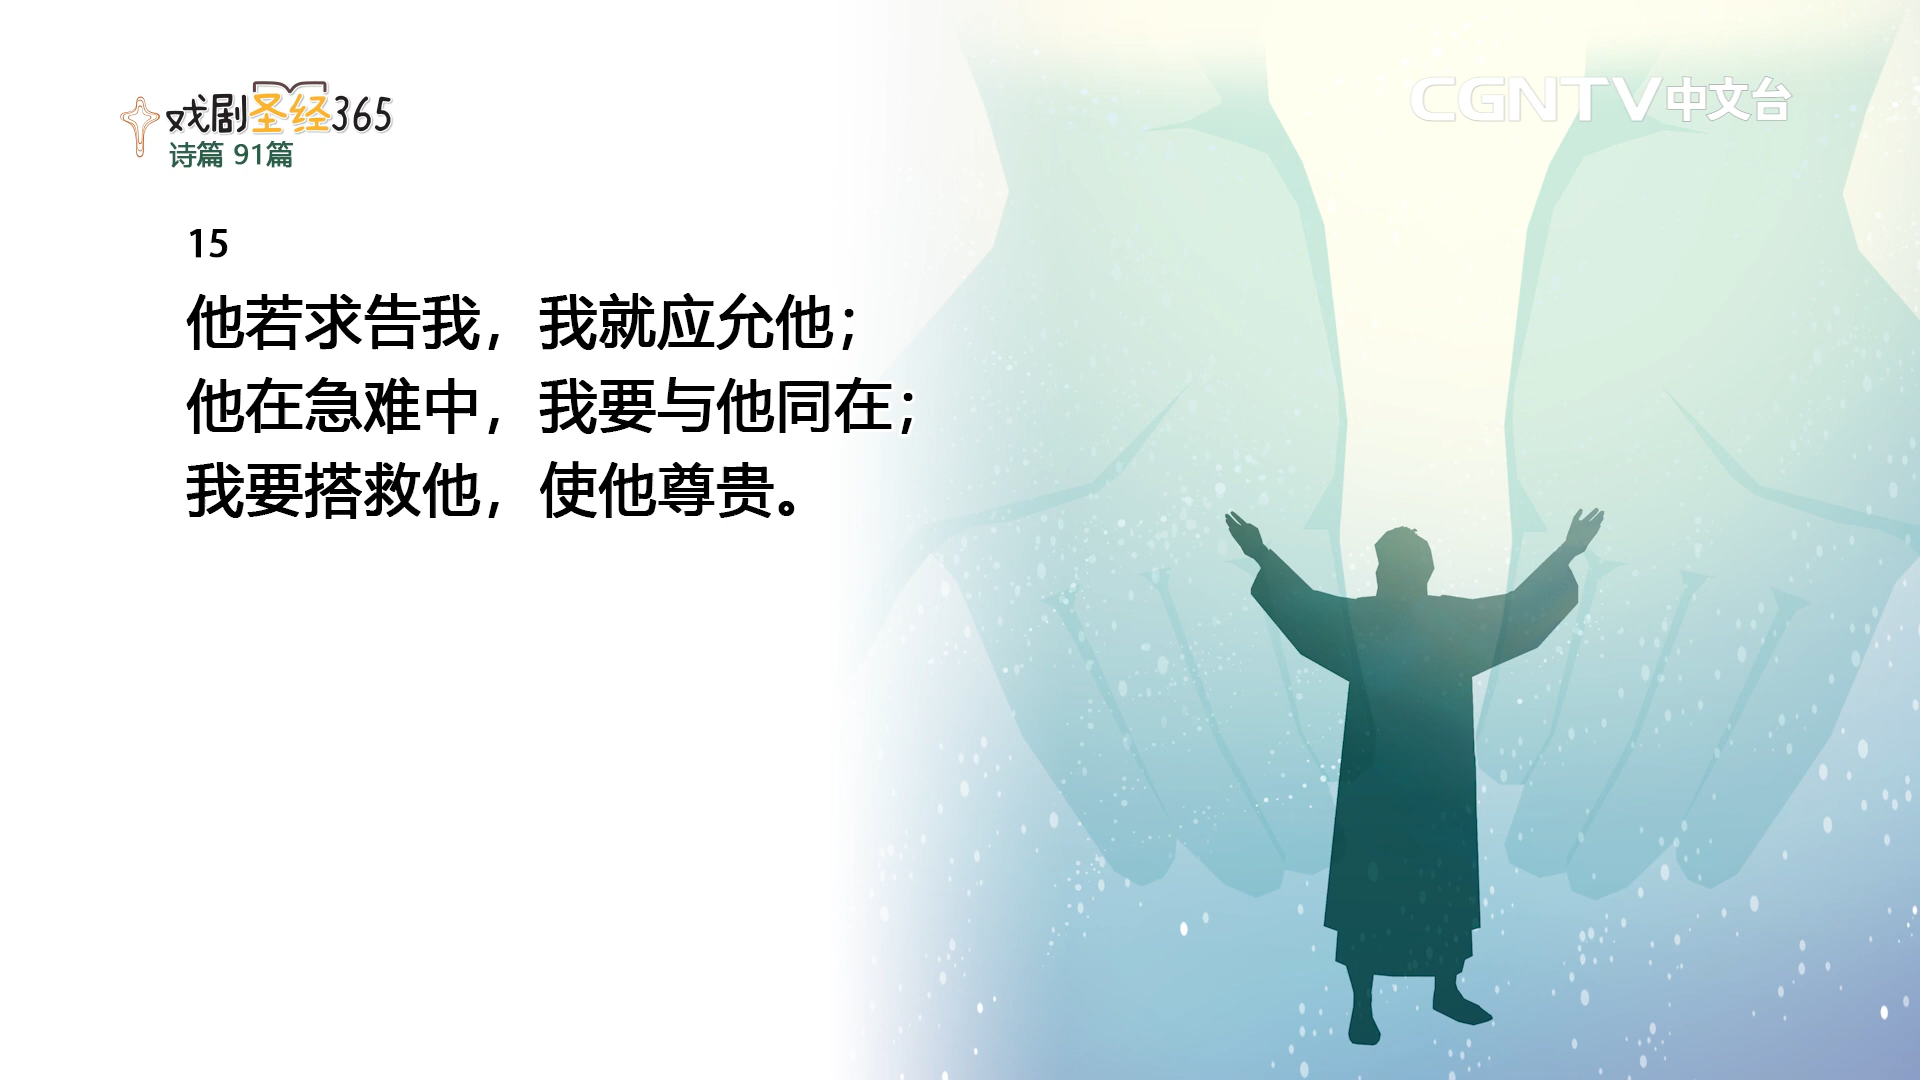 戏剧圣经365
诗篇 91篇
CGNTV中文台
15
他若求告我，我就应允他；
他在急难中，我要与他同在；
我要搭救他，使他尊贵。